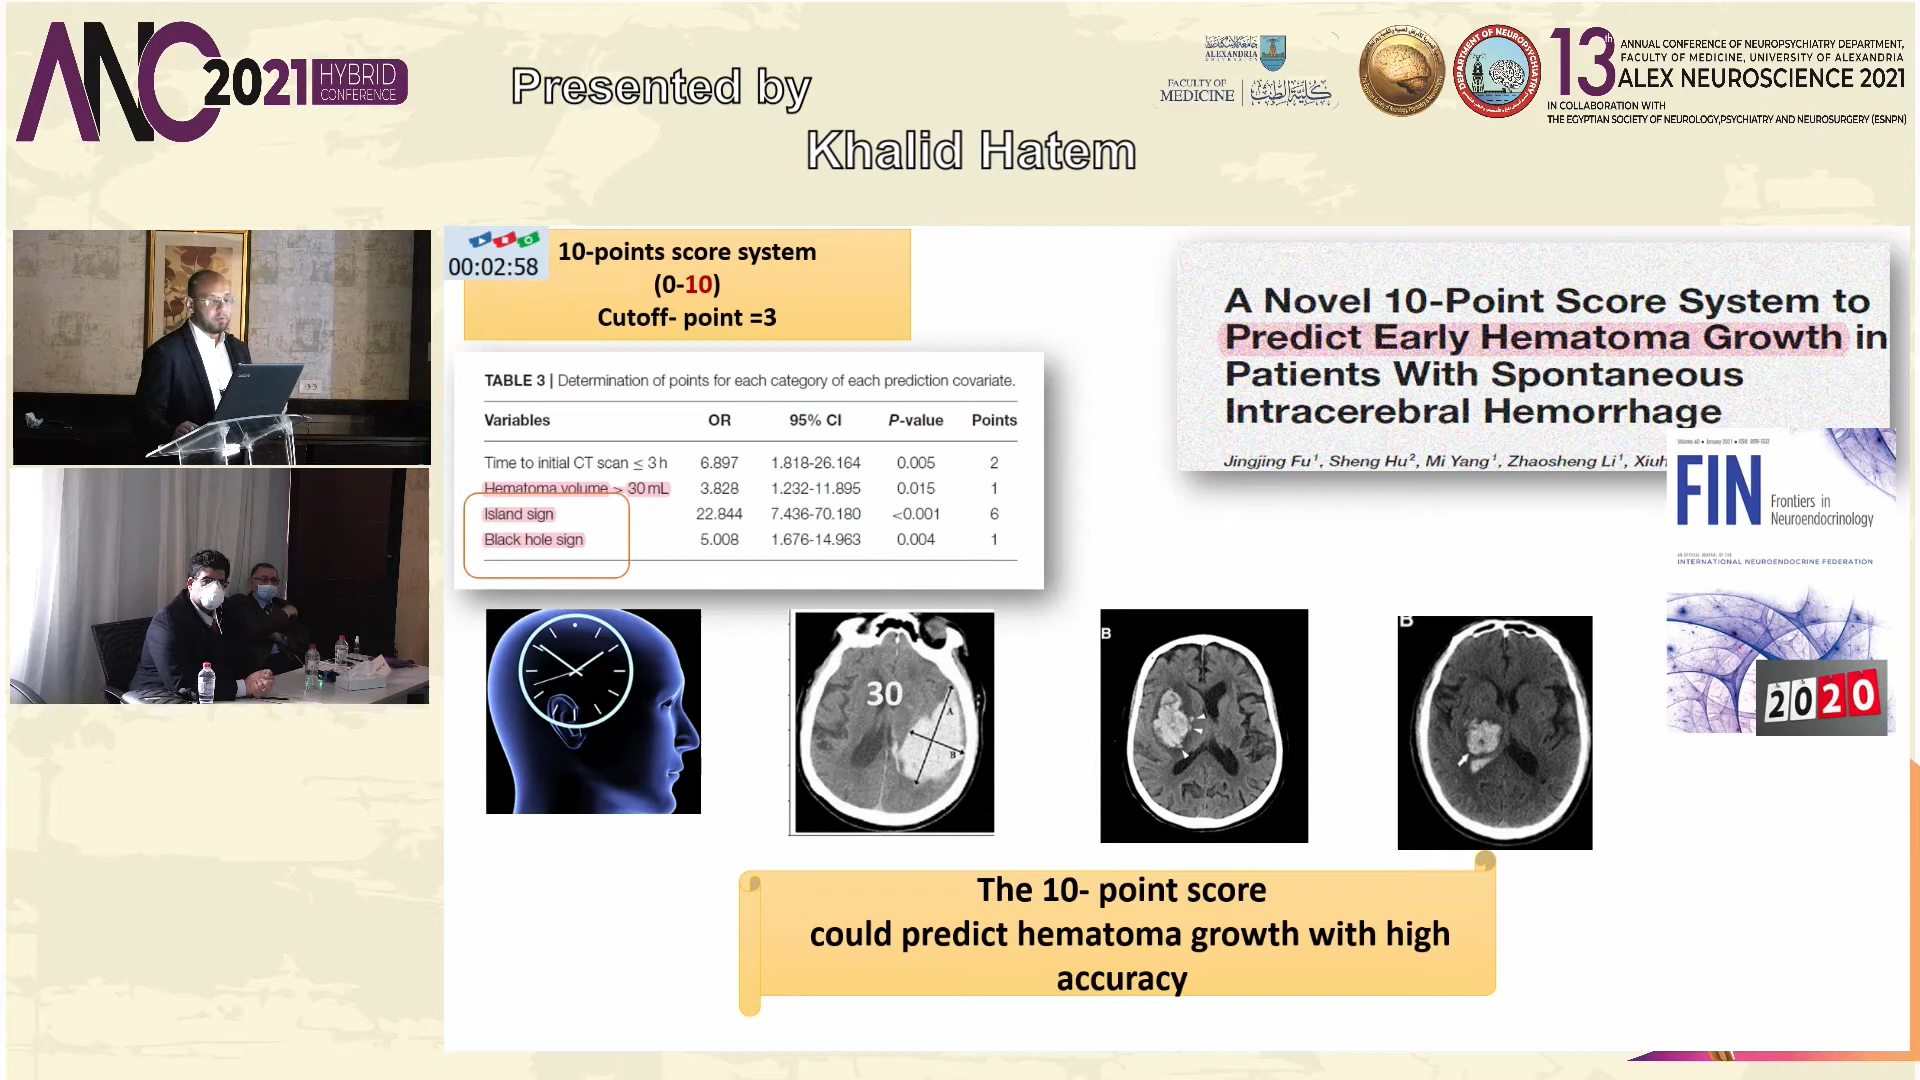 ANC 2021 HYBRID CONFERENCE
Presented by
Khalid Hatem
ALEXANDRIA
FACULTY OF
MEDICINE
كلية الطب
DEPARTMENT OF NEUROPSYCHIATRY
13th
ANNUAL CONFERENCE OF NEUROPSYCHIATRY DEPARTMENT,
FACULTY OF MEDICINE, UNIVERSITY OF ALEXANDRIA
ALEX NEUROSCIENCE 2021
IN COLLABORATION WITH
THE EGYPTIAN SOCIETY OF NEUROLOGY,PSYCHIATRY AND NEUROSURGERY (ESNPN)
00:02:58
10-points score system
(0-10)
Cutoff- point =3
TABLE 3 | Determination of points for each category of each prediction covariate.
Variables OR 95% CI P-value Points
Time to initial CT scan ≤ 3 h 6.897 1.818-26.164 0.005 2
Hematoma volume > 30 mL 3.828 1.232-11.895 0.015 1
Island sign 22.844 7.436-70.180 <0.001 6
Black hole sign 5.008 1.676-14.963 0.004 1
A Novel 10-Point Score System to
Predict Early Hematoma Growth in
Patients With Spontaneous
Intracerebral Hemorrhage
Jingjing Fu¹, Sheng Hu², Mi Yang¹, Zhaosheng Li¹, Xiuh
FIN
Frontiers in
Neuroendocrinology
INTERNATIONAL NEUROENDOCRINE FEDERATION
2020
30
A
B
B
B
The 10- point score
could predict hematoma growth with high
accuracy